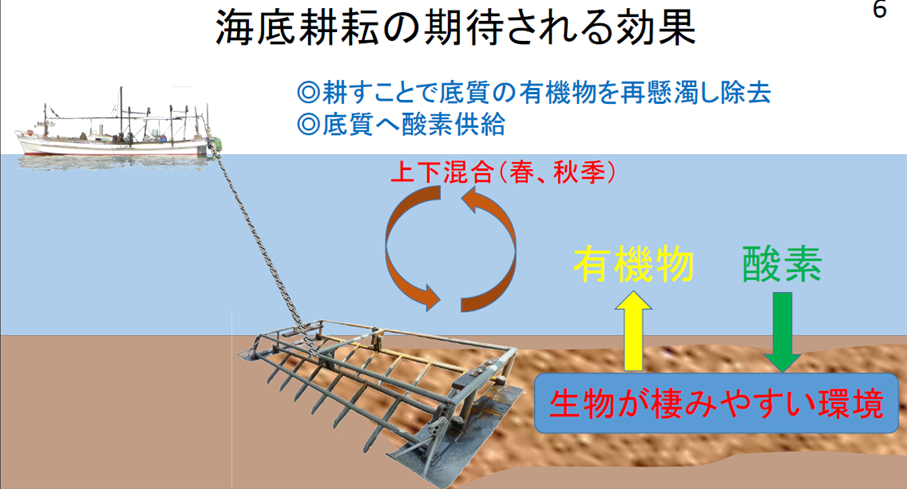 6
海底耕耘の期待される効果
◎耕すことで底質の有機物を再懸濁し除去
◎底質へ酸素供給
上下混合（春、秋季）
有機物
酸素
生物が棲みやすい環境